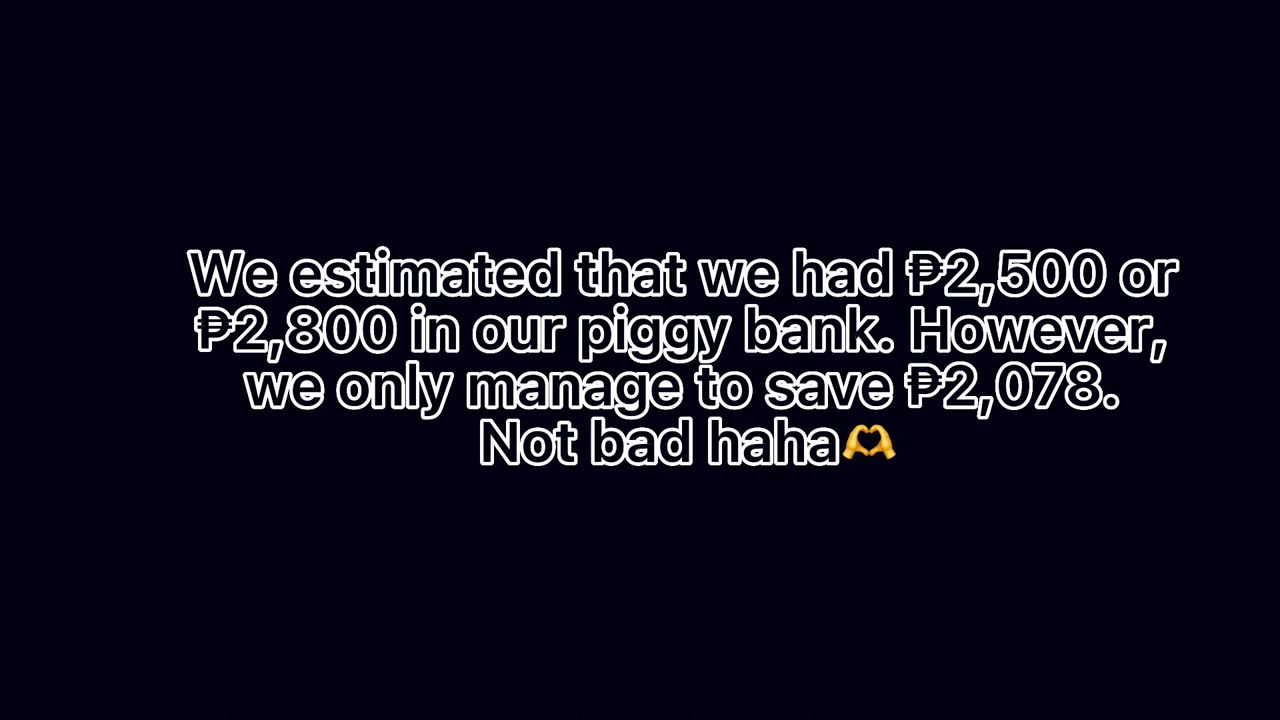 We estimated that we had ₱2,500 or
₱2,800 in our piggy bank. However,
we only manage to save ₱2,078.
Not bad haha🫶